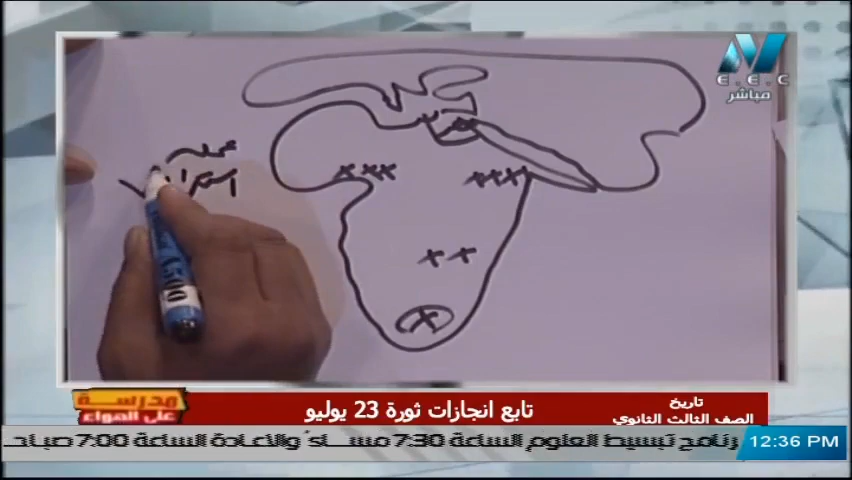 E. E. C
مباشر
تاريخ
الصف الثالث الثانوي
تابع انجازات ثورة 23 يوليو
مدرسة
على الهواء
برنامج تبسيط العلوم الساعة 7:30 مساءً والاعادة الساعة 7:00 صباحـ
12:36 PM